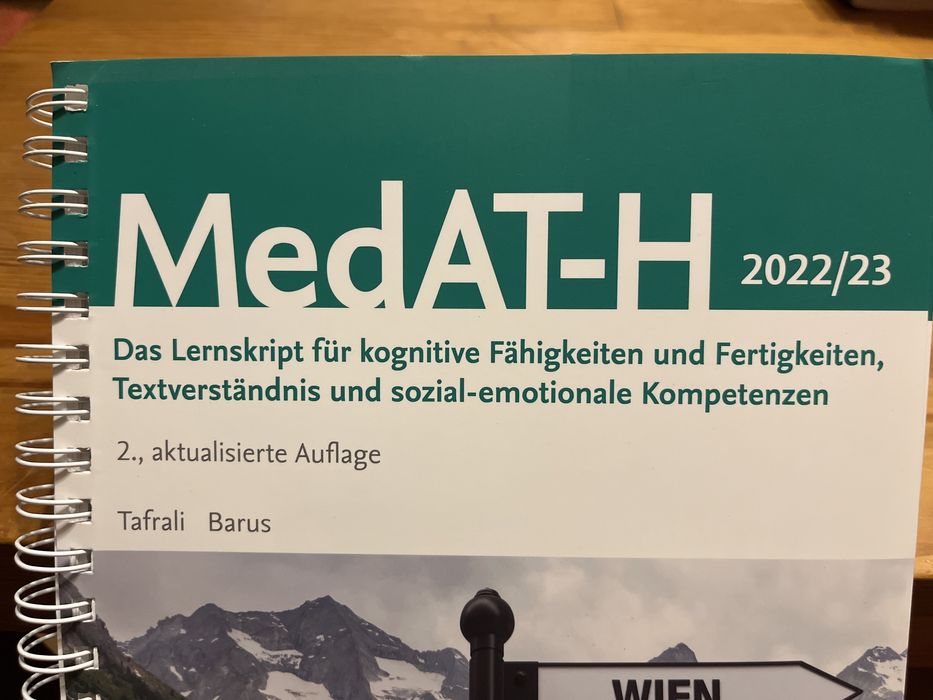 MedAT-H 2022/23
Das Lernskript für kognitive Fähigkeiten und Fertigkeiten,
Textverständnis und sozial-emotionale Kompetenzen
2., aktualisierte Auflage
Tafrali Barus
WIEN